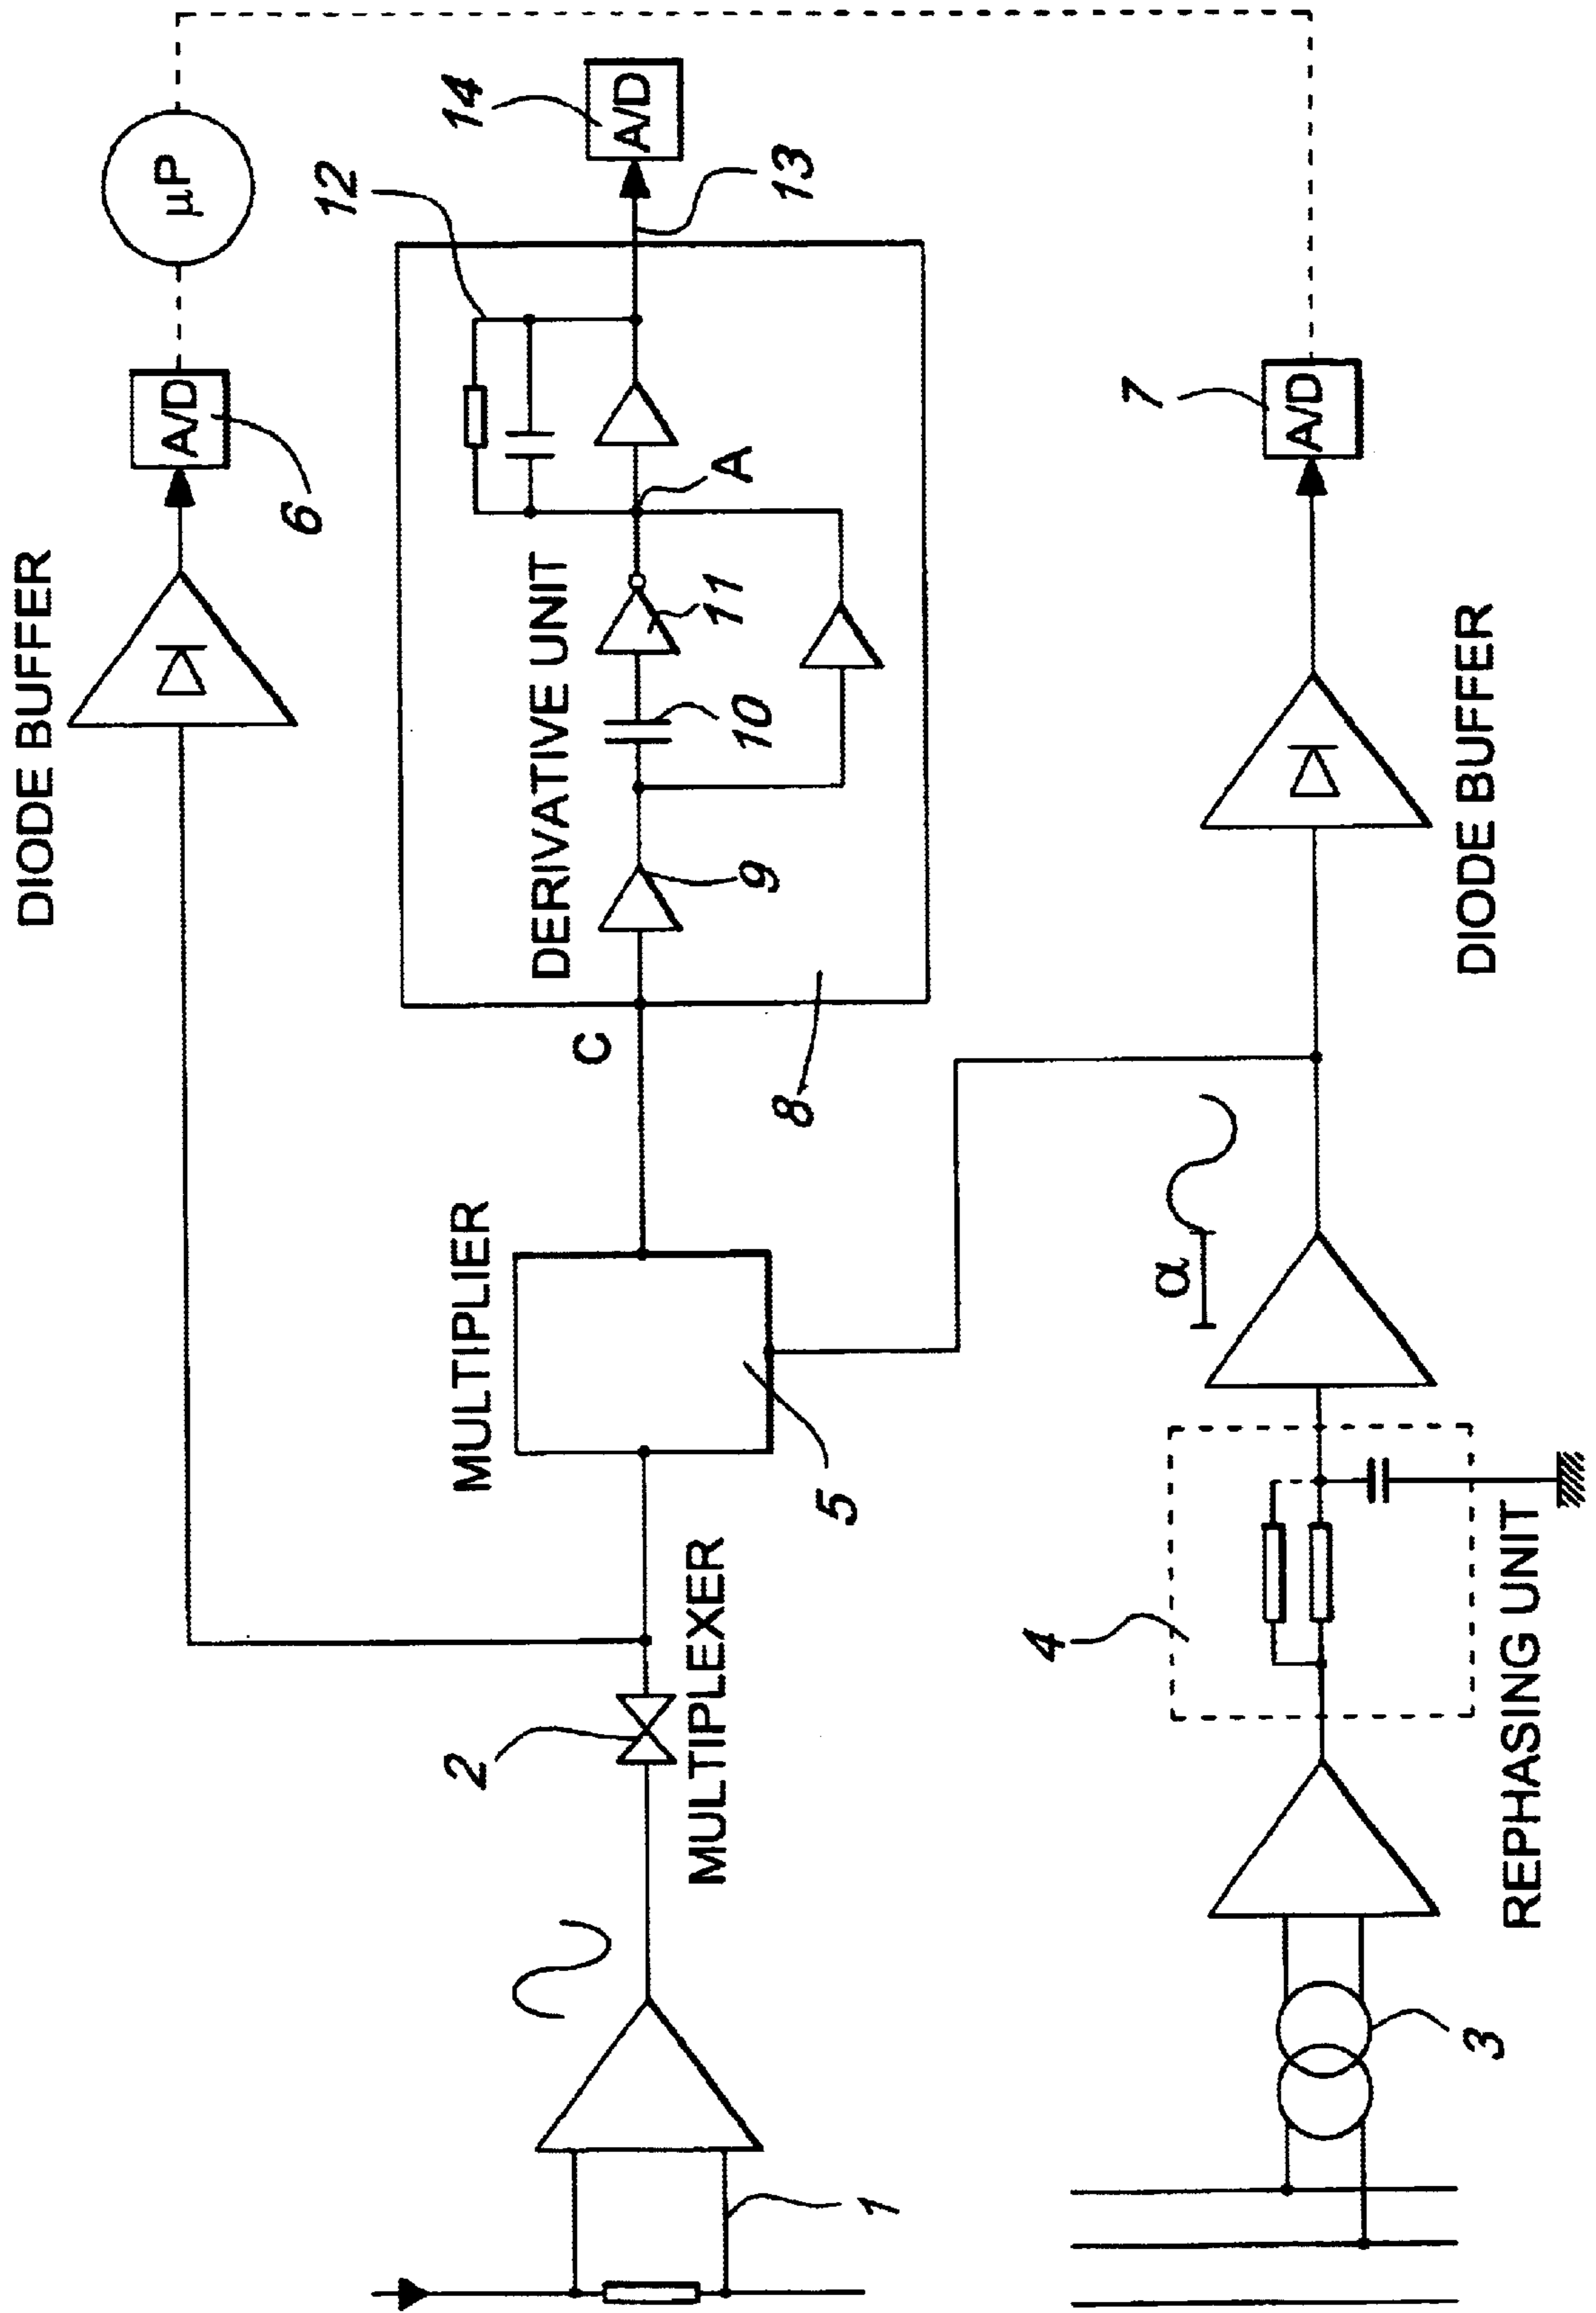 DIODE BUFFER
A/D
6
μP
12
14
A/D
13
DERIVATIVE UNIT
9
10
11
A
C
8
MULTIPLIER
5
2
MULTIPLEXER
1
α
7
A/D
DIODE BUFFER
4
REPHASING UNIT
3